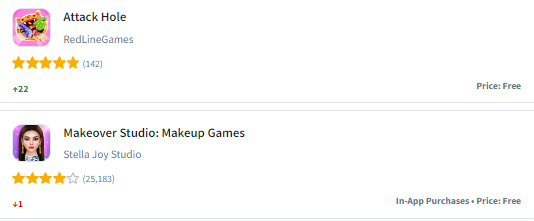 Attack Hole
RedLineGames
(142)
+22
Price: Free
Makeover Studio: Makeup Games
Stella Joy Studio
(25,183)
↓1
In-App Purchases • Price: Free